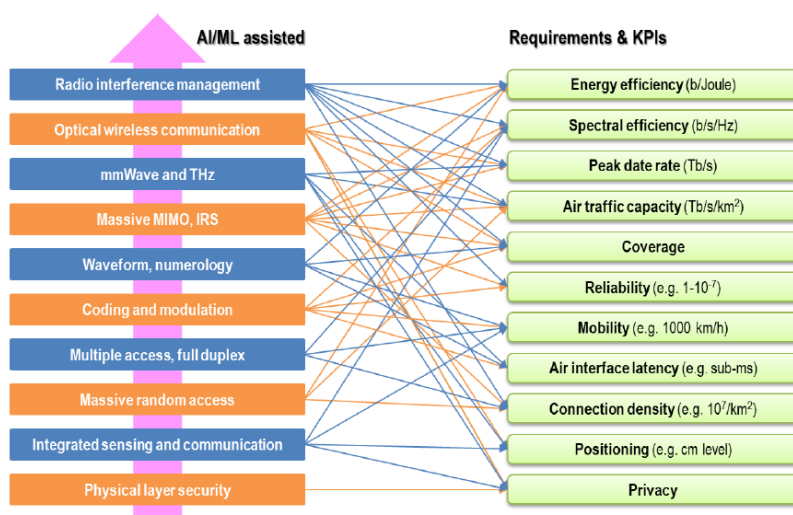 AI/ML assisted
Requirements & KPIs
Radio interference management
Optical wireless communication
mmWave and THz
Massive MIMO, IRS
Waveform, numerology
Coding and modulation
Multiple access, full duplex
Massive random access
Integrated sensing and communication
Physical layer security
Energy efficiency (b/Joule)
Spectral efficiency (b/s/Hz)
Peak date rate (Tb/s)
Air traffic capacity (Tb/s/km²)
Coverage
Reliability (e.g. 1-10⁻⁷)
Mobility (e.g. 1000 km/h)
Air interface latency (e.g. sub-ms)
Connection density (e.g. 10⁷/km²)
Positioning (e.g. cm level)
Privacy